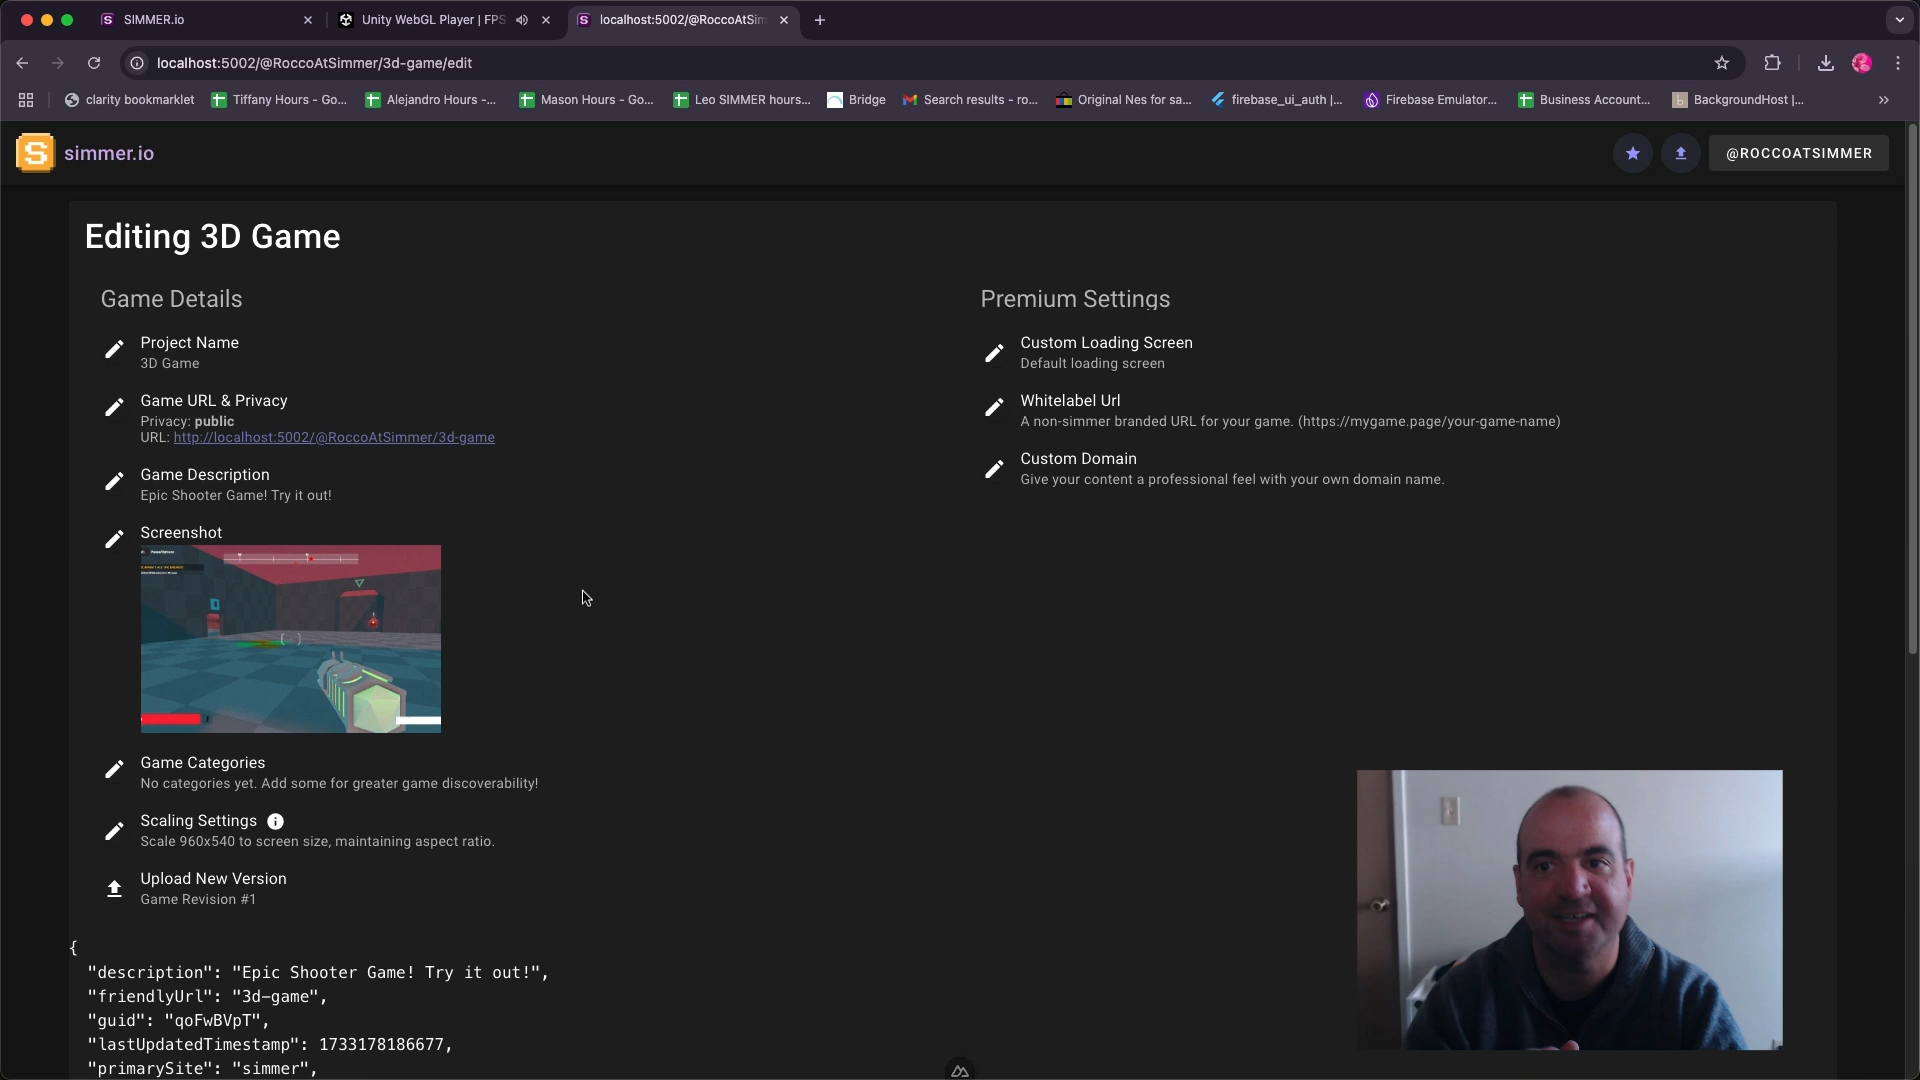 SIMMER.io
Unity WebGL Player | FPS
localhost:5002/@RoccoAtSim
localhost:5002/@RoccoAtSimmer/3d-game/edit
clarity bookmarklet
Tiffany Hours - Go...
Alejandro Hours -...
Mason Hours - Go...
Leo SIMMER hours...
Bridge
Search results - ro...
Original Nes for sa...
firebase_ui_auth |...
Firebase Emulator...
Business Account...
BackgroundHost |...
simmer.io
@ROCCOATSIMMER
Editing 3D Game
Game Details
Project Name
3D Game
Game URL & Privacy
Privacy: public
URL: http://localhost:5002/@RoccoAtSimmer/3d-game
Game Description
Epic Shooter Game! Try it out!
Screenshot
Game Categories
No categories yet. Add some for greater game discoverability!
Scaling Settings
Scale 960x540 to screen size, maintaining aspect ratio.
Upload New Version
Game Revision #1
Premium Settings
Custom Loading Screen
Default loading screen
Whitelabel Url
A non-simmer branded URL for your game. (https://mygame.page/your-game-name)
Custom Domain
Give your content a professional feel with your own domain name.
{
"description": "Epic Shooter Game! Try it out!",
"friendlyUrl": "3d-game",
"guid": "qoFwBVpT",
"lastUpdatedTimestamp": 1733178186677,
"primarySite": "simmer",